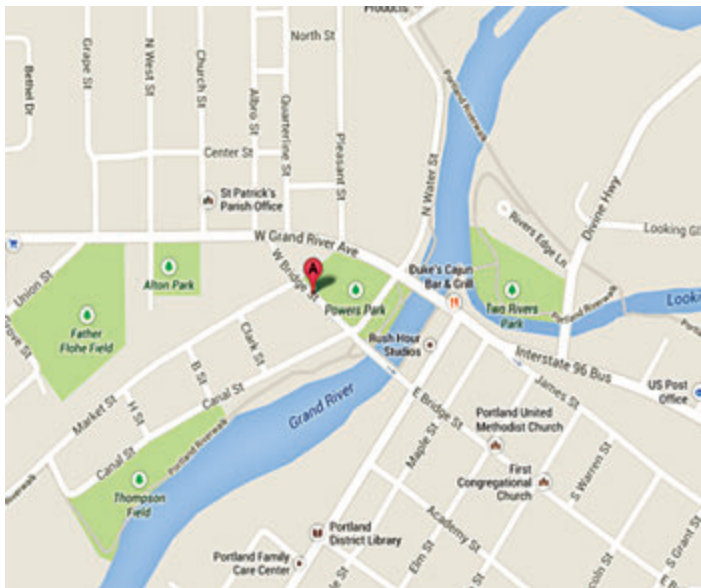 Products
North St
Bethel Dr
Grape St
N West St
Church St
Albro St
Quarterline St
Pleasant St
Center St
N Water St
Portland Riverwalk
Divine Hwy
Rivers Edge Ln
St Patrick's
Parish Office
W Grand River Ave
W Bridge St
A
Alton Park
Union St
Father
Flohe Field
Powers Park
Duke's Cajun
Bar & Grill
Two Rivers
Park
Portland Riverwalk
Clark St
Rush Hour
Studios
Interstate 96 Bus
US Post
Office
B St
Market St
H St
Canal St
Grand River
E Bridge St
James St
Portland United
Methodist Church
Maple St
First
Congregational
Church
S Warren St
Canal St
Portland Riverwalk
Thompson
Field
Portland
District Library
Portland Family
Care Center
Academy St
Elm St
S Grant St